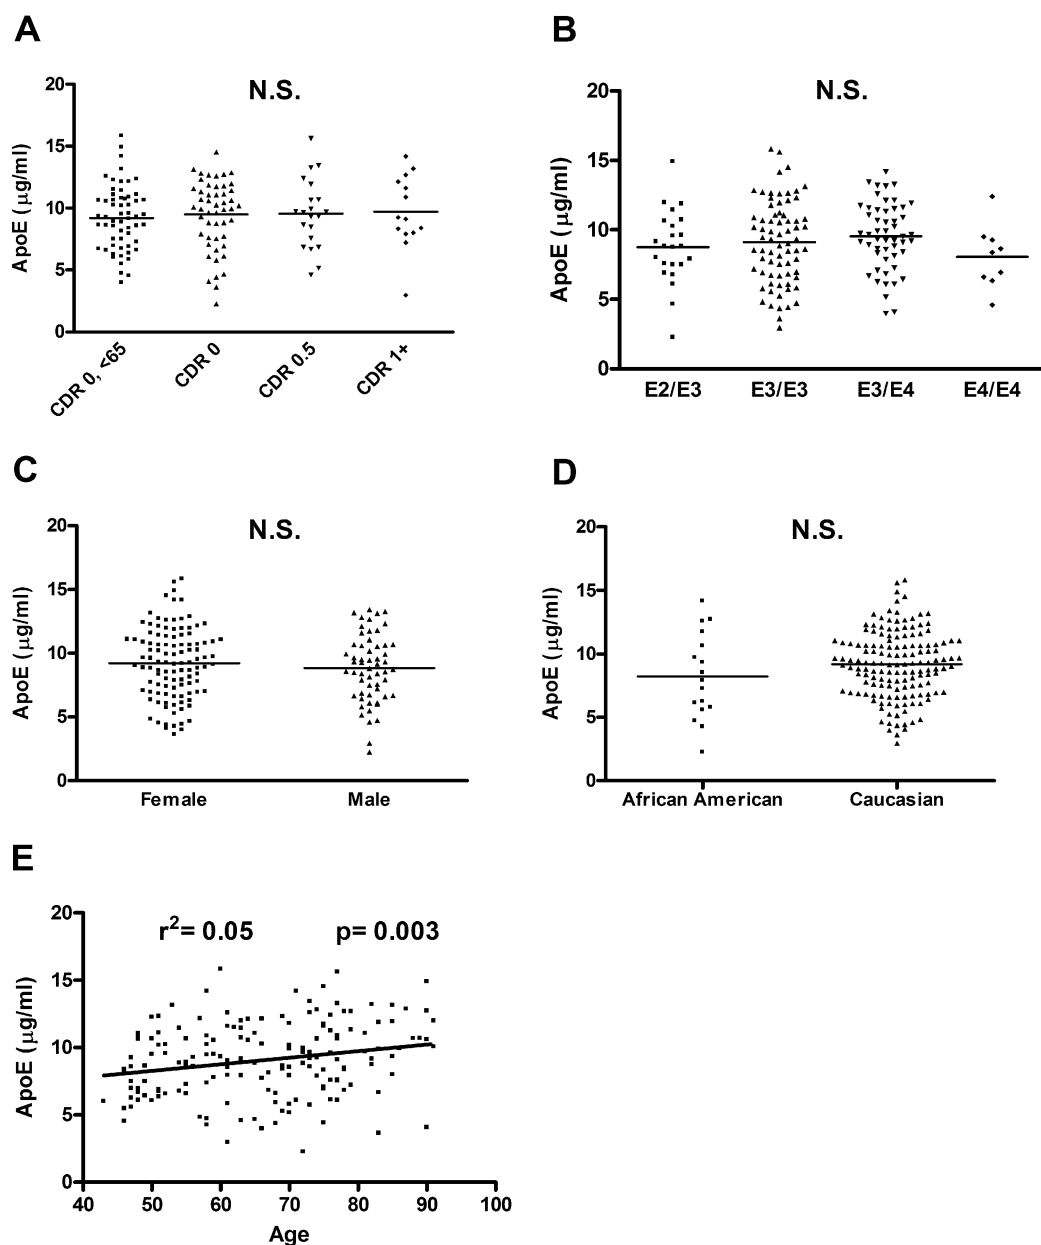 A
N.S.
ApoE (μg/ml)
20
15
10
5
0
CDR 0, <65
CDR 0
CDR 0.5
CDR 1+
B
N.S.
ApoE (μg/ml)
20
15
10
5
0
E2/E3 E3/E3 E3/E4 E4/E4
C
N.S.
ApoE (μg/ml)
20
15
10
5
0
Female Male
D
N.S.
ApoE (μg/ml)
20
15
10
5
0
African American Caucasian
E
r²= 0.05 p= 0.003
ApoE (μg/ml)
20
15
10
5
0
40 50 60 70 80 90 100
Age